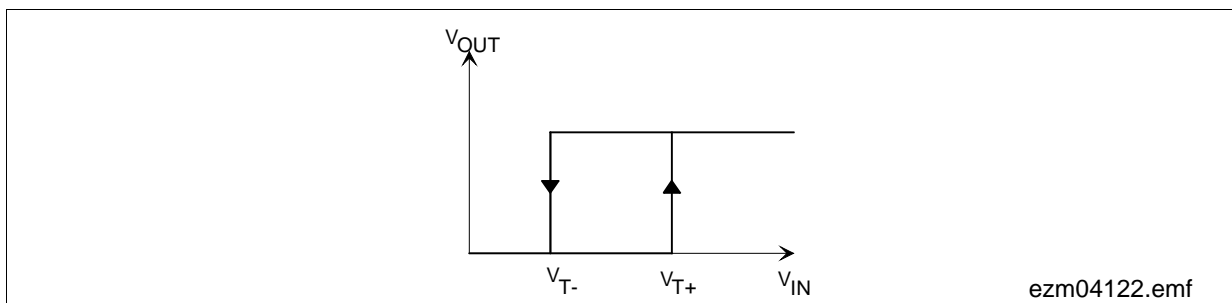 VOUT
VT-
VT+
VIN
ezm04122.emf